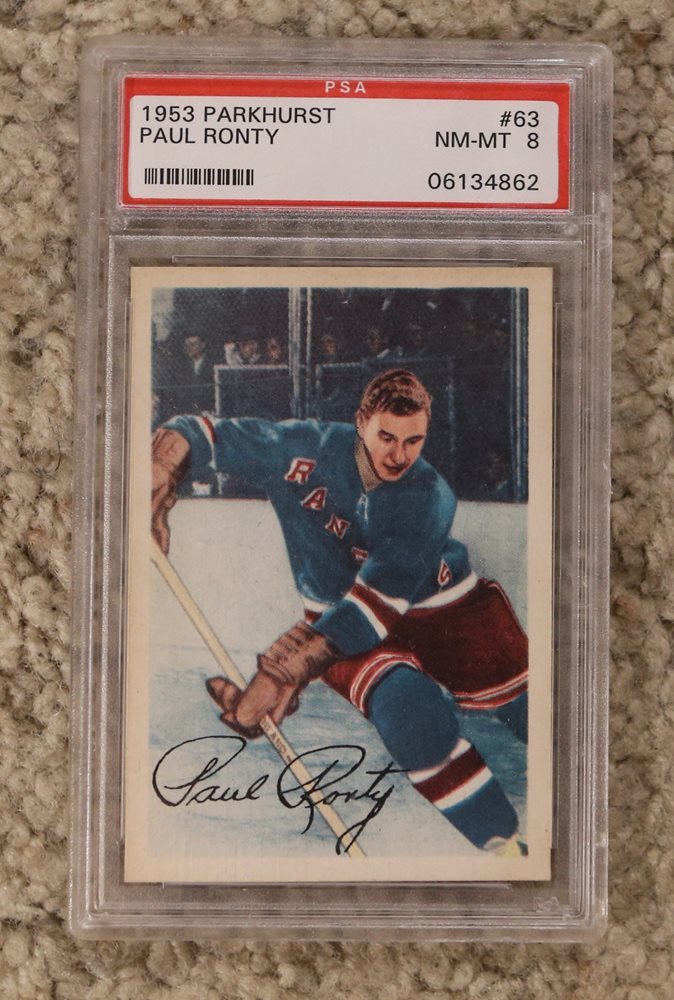 PSA
1953 PARKHURST #63
PAUL RONTY NM-MT 8
06134862
RAN S
Paul Ronty